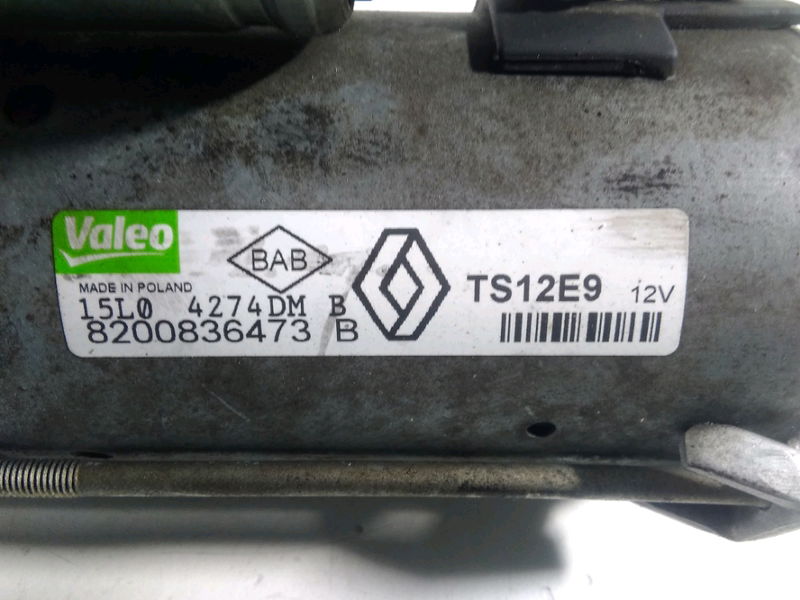 Valeo
BAB
MADE IN POLAND
15L0 4274DM B
8200836473 B
TS12E9 12V